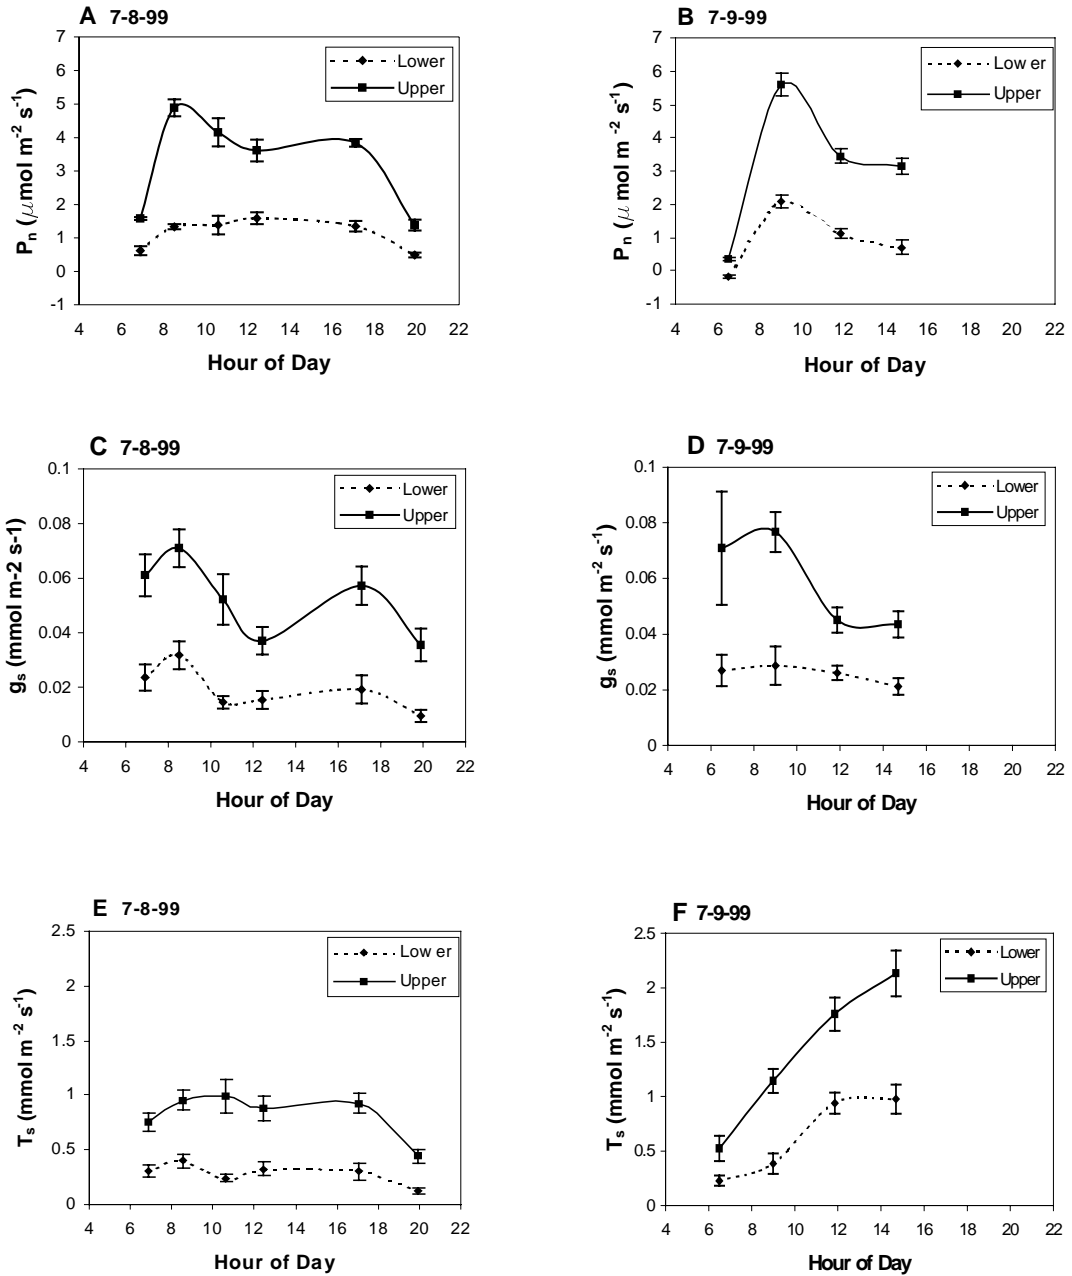 A 7-8-99
7
6
5
4
3
2
1
0
-1
4 6 8 10 12 14 16 18 20 22
Pn (μmol m-2 s-1)
Hour of Day
Lower
Upper
B 7-9-99
7
6
5
4
3
2
1
0
-1
4 6 8 10 12 14 16 18 20 22
Pn (μ mol m -2 s-1)
Hour of Day
Low er
Upper
C 7-8-99
0.1
0.08
0.06
0.04
0.02
0
4 6 8 10 12 14 16 18 20 22
gs (mmol m-2 s-1)
Hour of Day
Lower
Upper
D 7-9-99
0.1
0.08
0.06
0.04
0.02
0
4 6 8 10 12 14 16 18 20 22
gs (mmol m-2 s-1)
Hour of Day
Lower
Upper
E 7-8-99
2.5
2
1.5
1
0.5
0
4 6 8 10 12 14 16 18 20 22
Ts (mmol m-2 s-1)
Hour of Day
Low er
Upper
F 7-9-99
2.5
2
1.5
1
0.5
0
4 6 8 10 12 14 16 18 20 22
Ts (mmol m-2 s-1)
Hour of Day
Lower
Upper